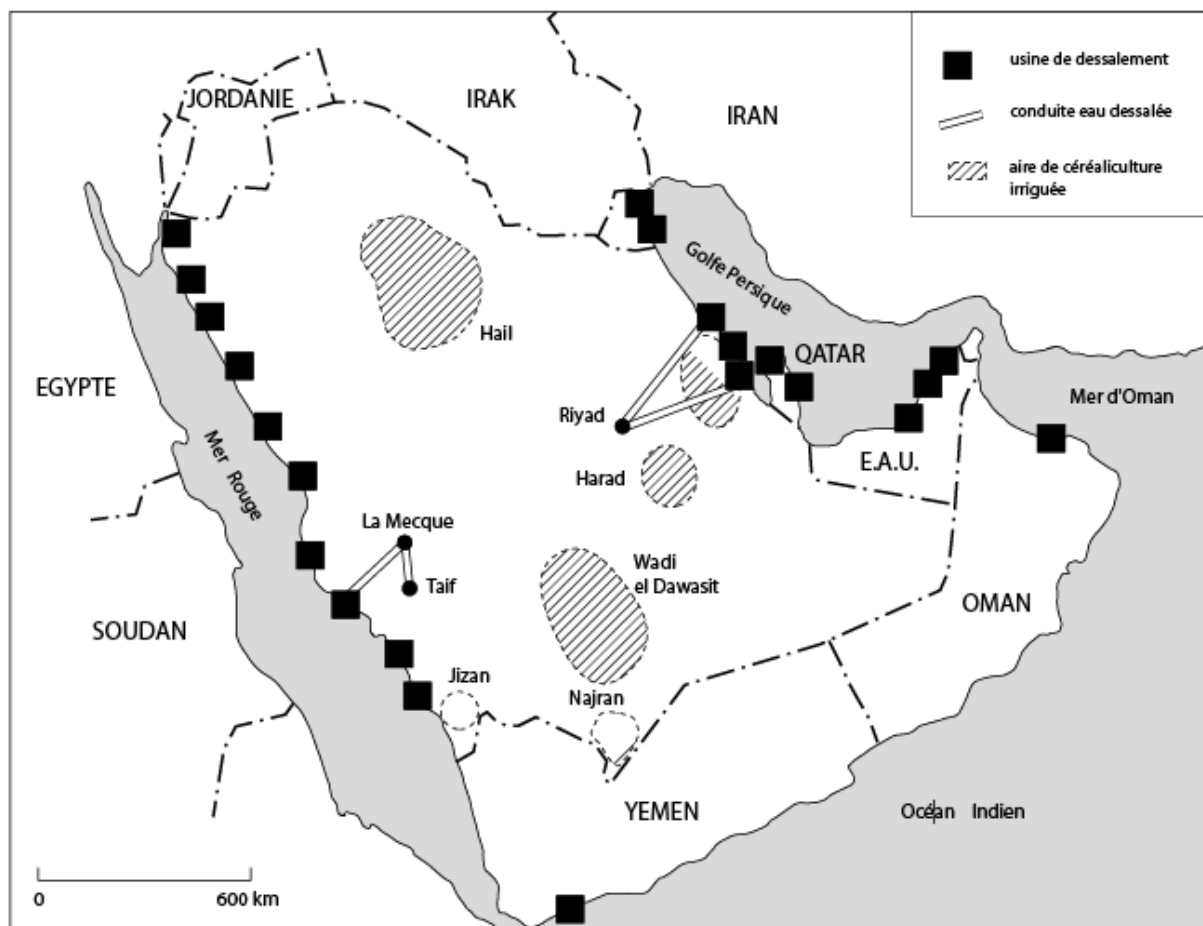 usine de dessalement
conduite eau dessalée
aire de céréaliculture
irriguée
JORDANIE
IRAK
IRAN
Golfe Persique
Hail
QATAR
EGYPTE
Mer d'Oman
Riyad
Mer Rouge
E.A.U.
Harad
La Mecque
Taif
Wadi
el Dawasit
OMAN
SOUDAN
Jizan
Najran
YEMEN
Océan Indien
0
600 km